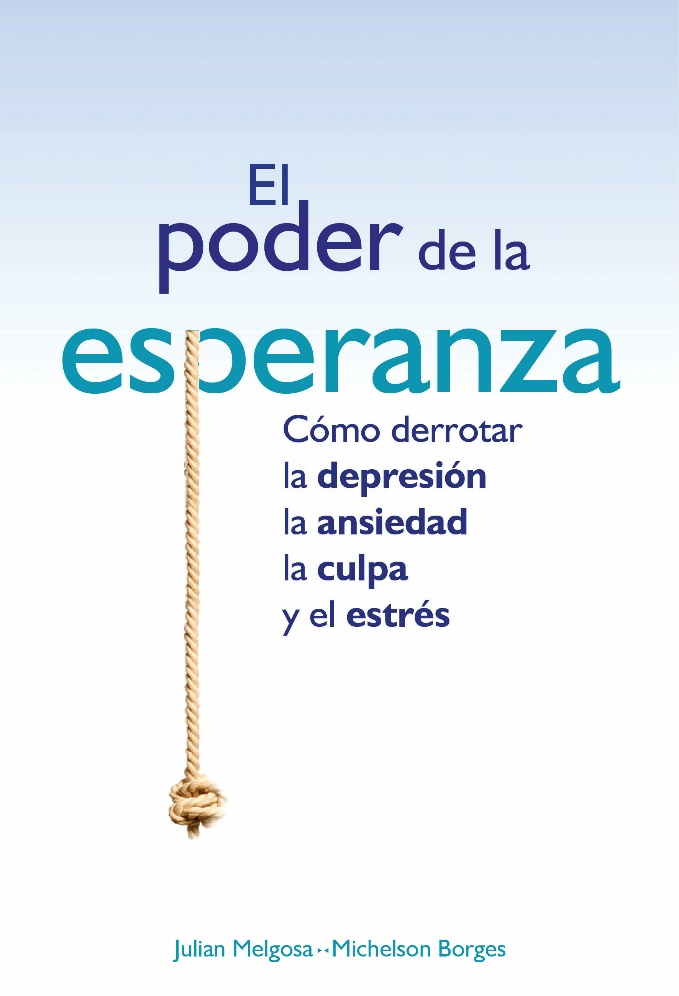 El
poder de la
esperanza
Cómo derrotar
la depresión
la ansiedad
la culpa
y el estrés
Julian Melgosa Michelson Borges